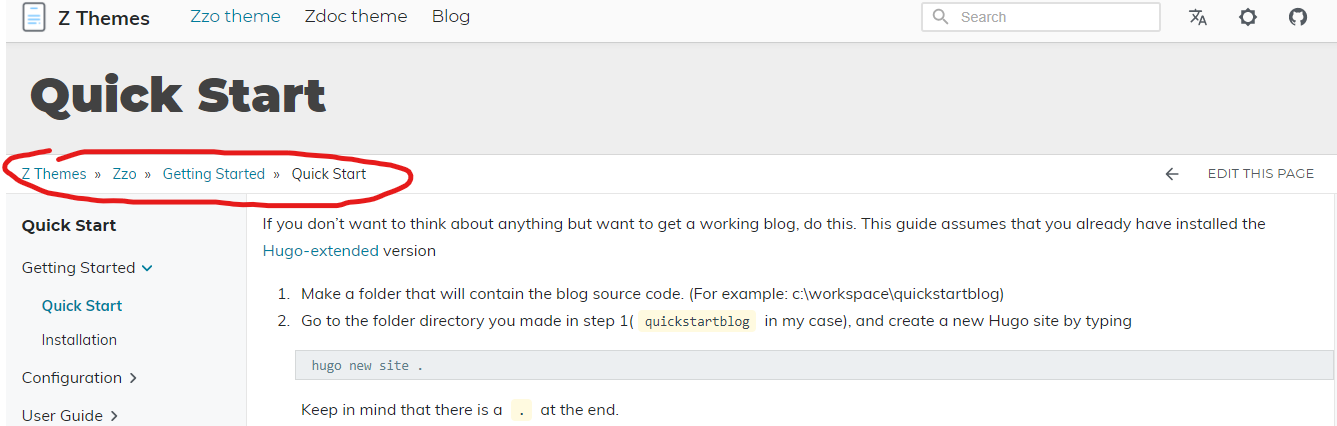 Z Themes Zzo theme Zdoc theme Blog Search
Quick Start
Z Themes » Zzo » Getting Started » Quick Start EDIT THIS PAGE
Quick Start
Getting Started
Quick Start
Installation
Configuration
User Guide
If you don’t want to think about anything but want to get a working blog, do this. This guide assumes that you already have installed the
Hugo-extended version
1. Make a folder that will contain the blog source code. (For example: c:\workspace\quickstartblog)
2. Go to the folder directory you made in step 1( quickstartblog in my case), and create a new Hugo site by typing
hugo new site .
Keep in mind that there is a . at the end.